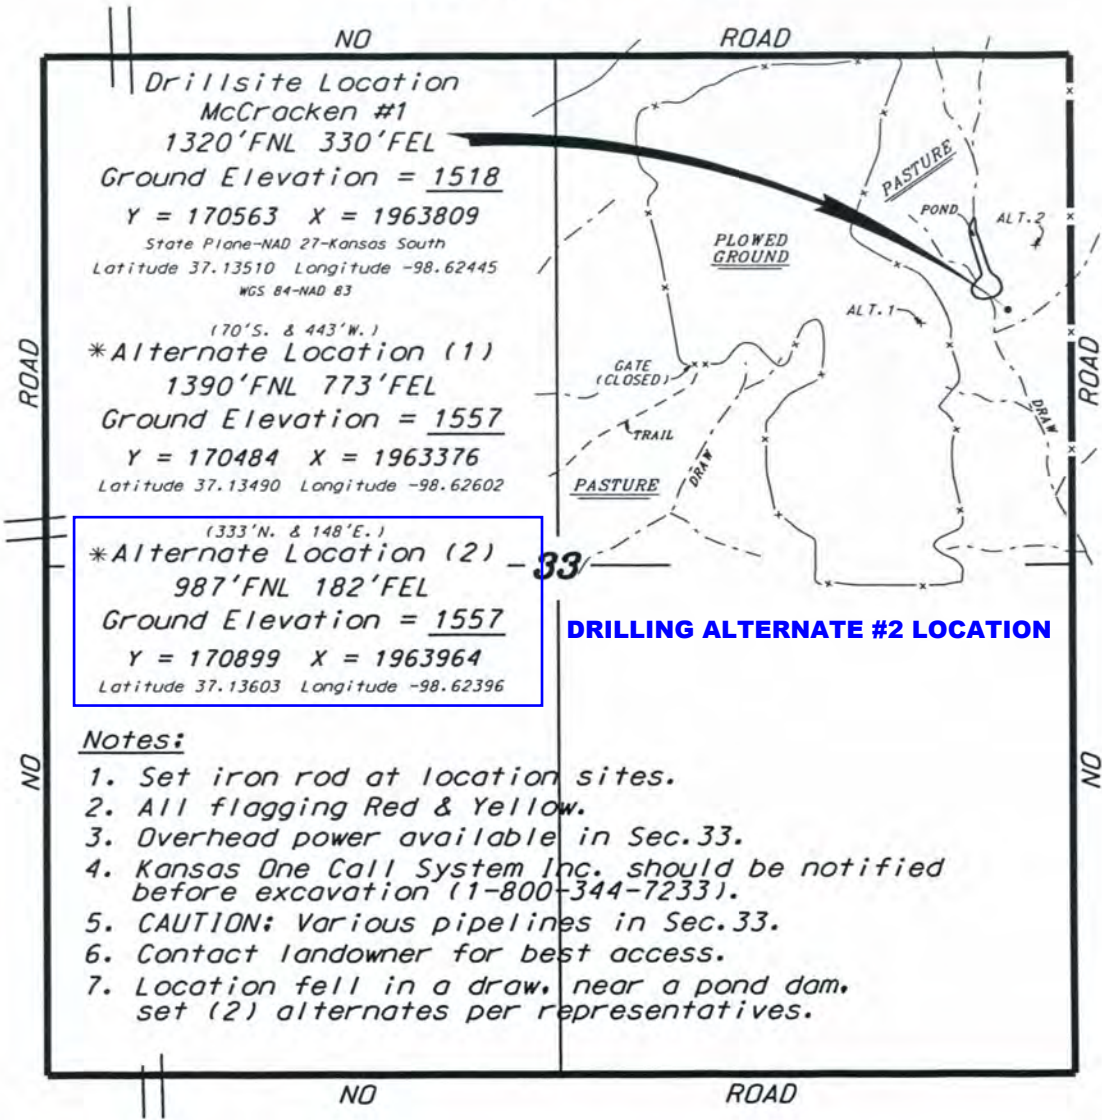 NO ROAD
Drillsite Location
McCracken #1
1320'FNL 330'FEL
Ground Elevation = 1518
Y = 170563 X = 1963809
State Plane-NAD 27-Kansas South
Latitude 37.13510 Longitude -98.62445
WGS 84-NAD 83
(70'S. & 443'W.)
*Alternate Location (1)
1390'FNL 773'FEL
Ground Elevation = 1557
Y = 170484 X = 1963376
Latitude 37.13490 Longitude -98.62602
(333'N. & 148'E.)
*Alternate Location (2)
987'FNL 182'FEL
Ground Elevation = 1557
Y = 170899 X = 1963964
Latitude 37.13603 Longitude -98.62396
PASTURE
POND
ALT.2
PLOWED
GROUND
ALT.1
GATE
(CLOSED)
TRAIL
DRAW
DRAW
PASTURE
33
DRILLING ALTERNATE #2 LOCATION
Notes:
1. Set iron rod at location sites.
2. All flagging Red & Yellow.
3. Overhead power available in Sec.33.
4. Kansas One Call System Inc. should be notified
before excavation (1-800-344-7233).
5. CAUTION: Various pipelines in Sec.33.
6. Contact landowner for best access.
7. Location fell in a draw, near a pond dam,
set (2) alternates per representatives.
NO ROAD
NO ROAD
NO ROAD